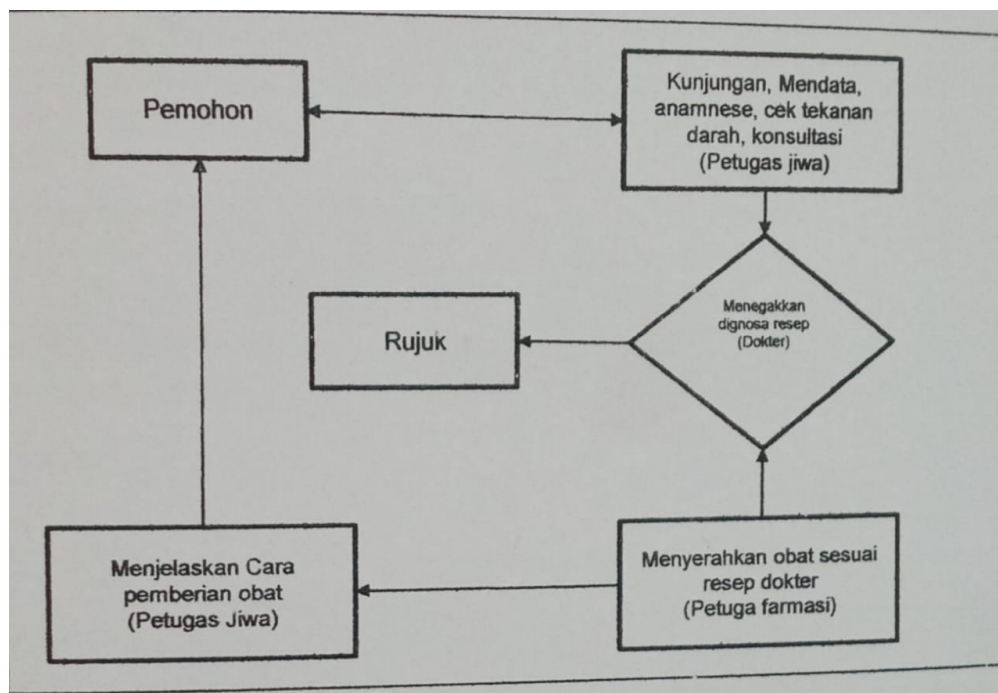 Pemohon
Kunjungan, Mendata,
anamnese, cek tekanan
darah, konsultasi
(Petugas jiwa)
Menegakkan
dignosa resep
(Dokter)
Rujuk
Menjelaskan Cara
pemberian obat
(Petugas Jiwa)
Menyerahkan obat sesuai
resep dokter
(Petuga farmasi)